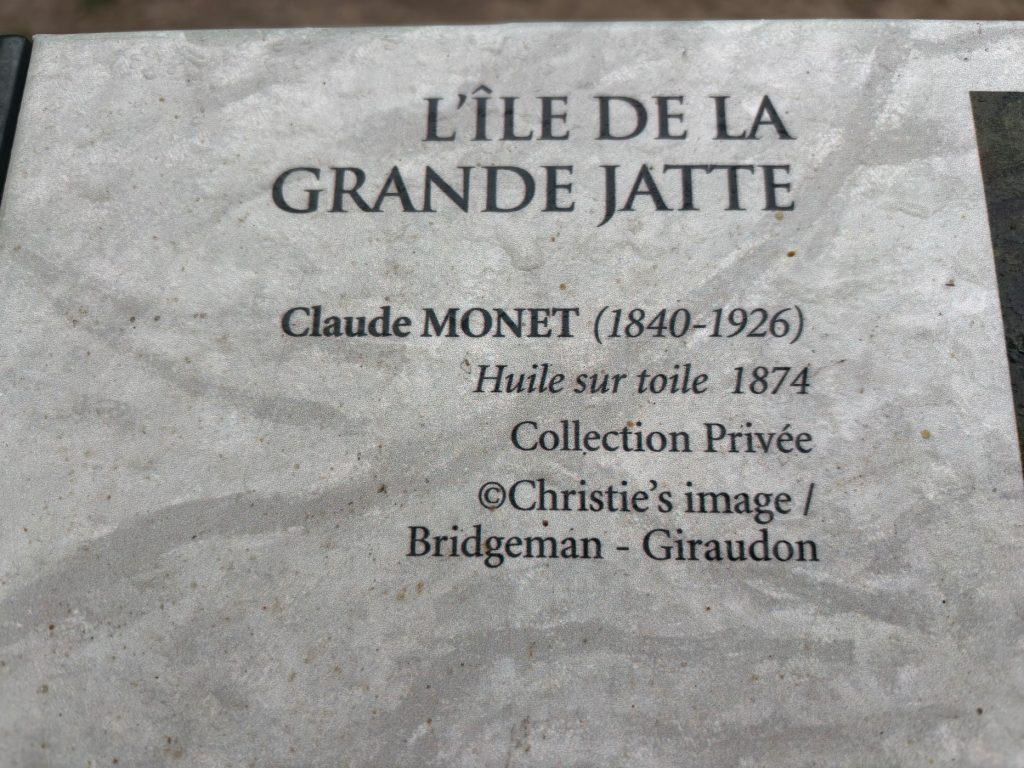 L'ÎLE DE LA
GRANDE JATTE
Claude MONET (1840-1926)
Huile sur toile 1874
Collection Privée
©Christie's image /
Bridgeman - Giraudon